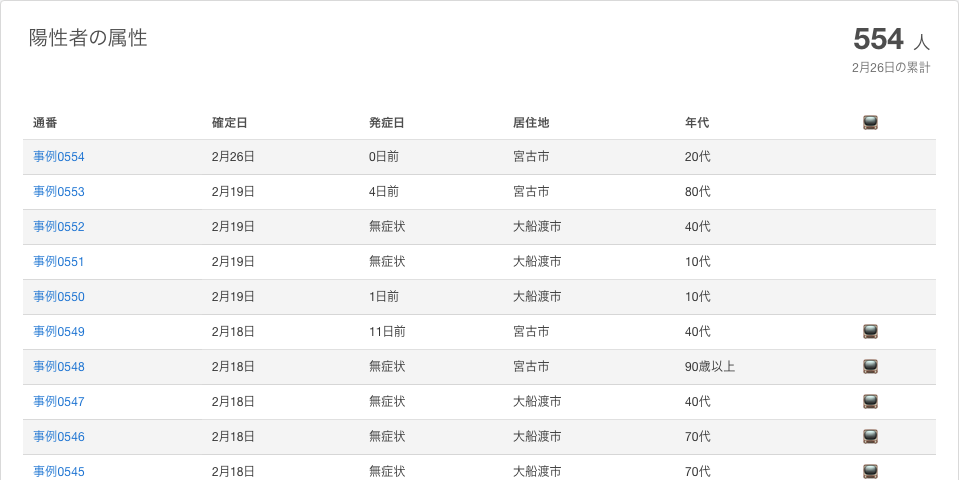 陽性者の属性
554 人
2月26日の累計
通番 確定日 発症日 居住地 年代
事例0554 2月26日 0日前 宮古市 20代
事例0553 2月19日 4日前 宮古市 80代
事例0552 2月19日 無症状 大船渡市 40代
事例0551 2月19日 無症状 大船渡市 10代
事例0550 2月19日 1日前 大船渡市 10代
事例0549 2月18日 11日前 宮古市 40代
事例0548 2月18日 無症状 宮古市 90歳以上
事例0547 2月18日 無症状 大船渡市 40代
事例0546 2月18日 無症状 大船渡市 70代
事例0545 2月18日 無症状 大船渡市 70代